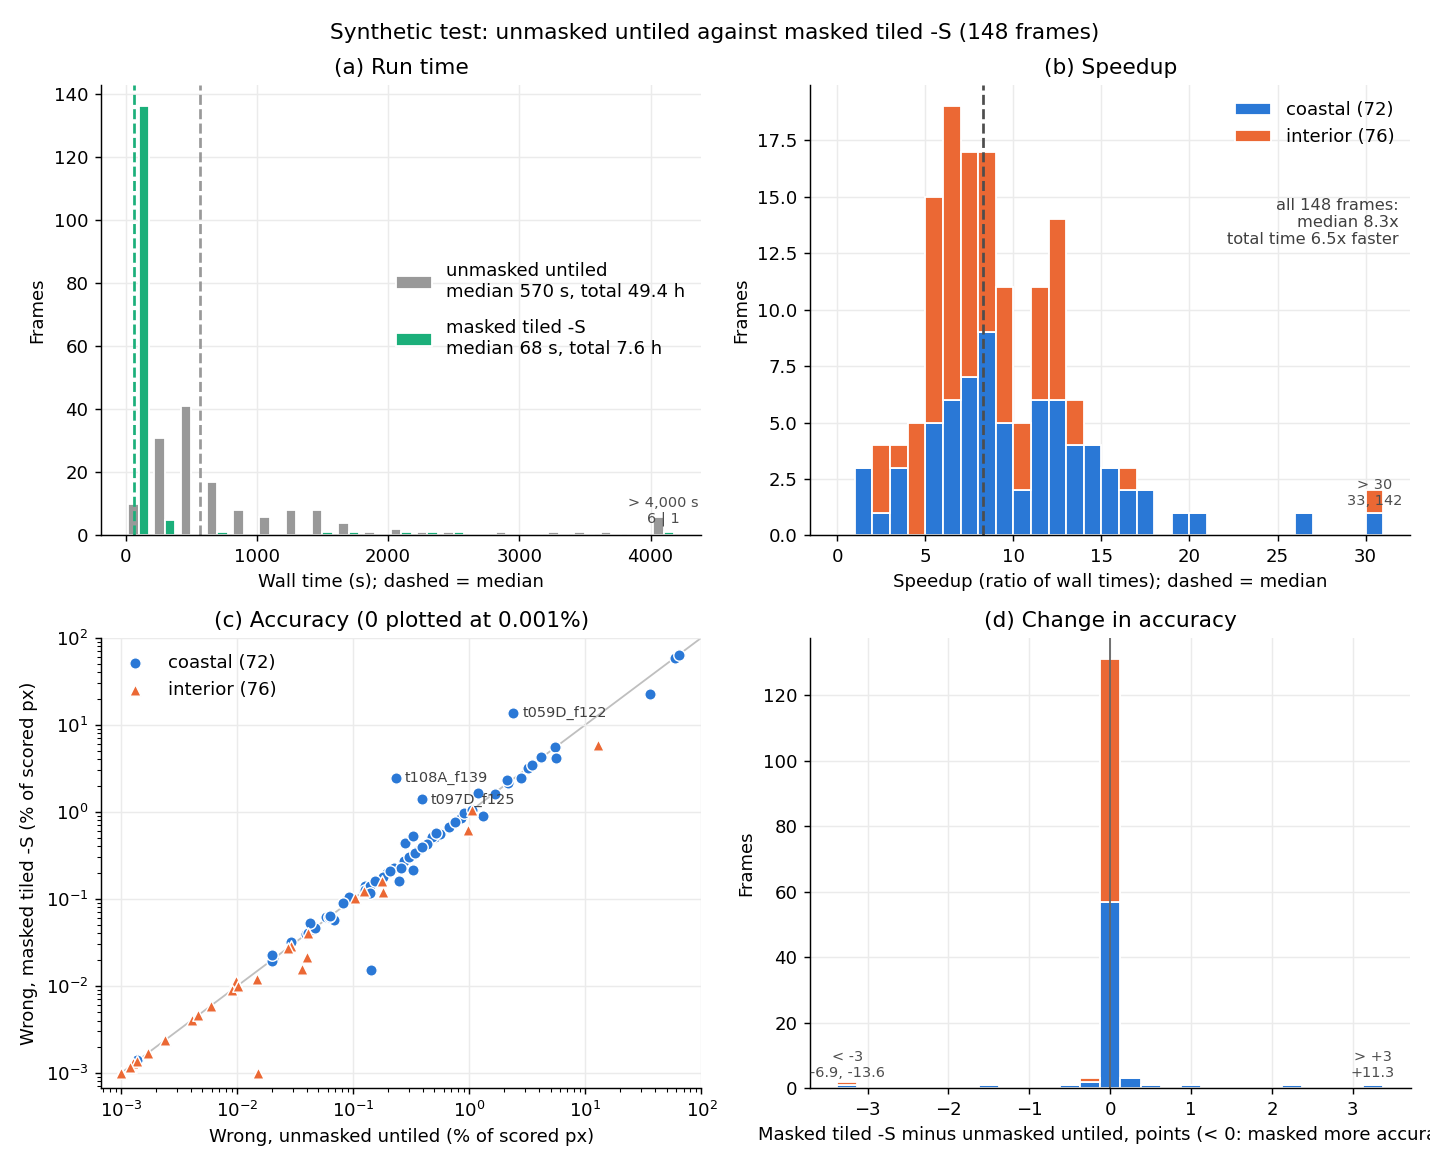 Synthetic test: unmasked untiled against masked tiled -S (148 frames)
(a) Run time
140
120
100
80
60
40
20
0
Frames
unmasked untiled
median 570 s, total 49.4 h
masked tiled -S
median 68 s, total 7.6 h
> 4,000 s
6 | 1
0
1000
2000
3000
4000
Wall time (s); dashed = median
(b) Speedup
17.5
15.0
12.5
10.0
7.5
5.0
2.5
0.0
Frames
coastal (72)
interior (76)
all 148 frames:
median 8.3x
total time 6.5x faster
> 30
33, 142
0
5
10
15
20
25
30
Speedup (ratio of wall times); dashed = median
(c) Accuracy (0 plotted at 0.001%)
10²
10¹
10⁰
10⁻¹
10⁻²
10⁻³
Wrong, masked tiled -S (% of scored px)
coastal (72)
interior (76)
t059D_f122
t108A_f139
t097D_f125
10⁻³
10⁻²
10⁻¹
10⁰
10¹
10²
Wrong, unmasked untiled (% of scored px)
(d) Change in accuracy
120
100
80
60
40
20
0
Frames
< -3
-6.9, -13.6
> +3
+11.3
−3
−2
−1
0
1
2
3
Masked tiled -S minus unmasked untiled, points (< 0: masked more accura